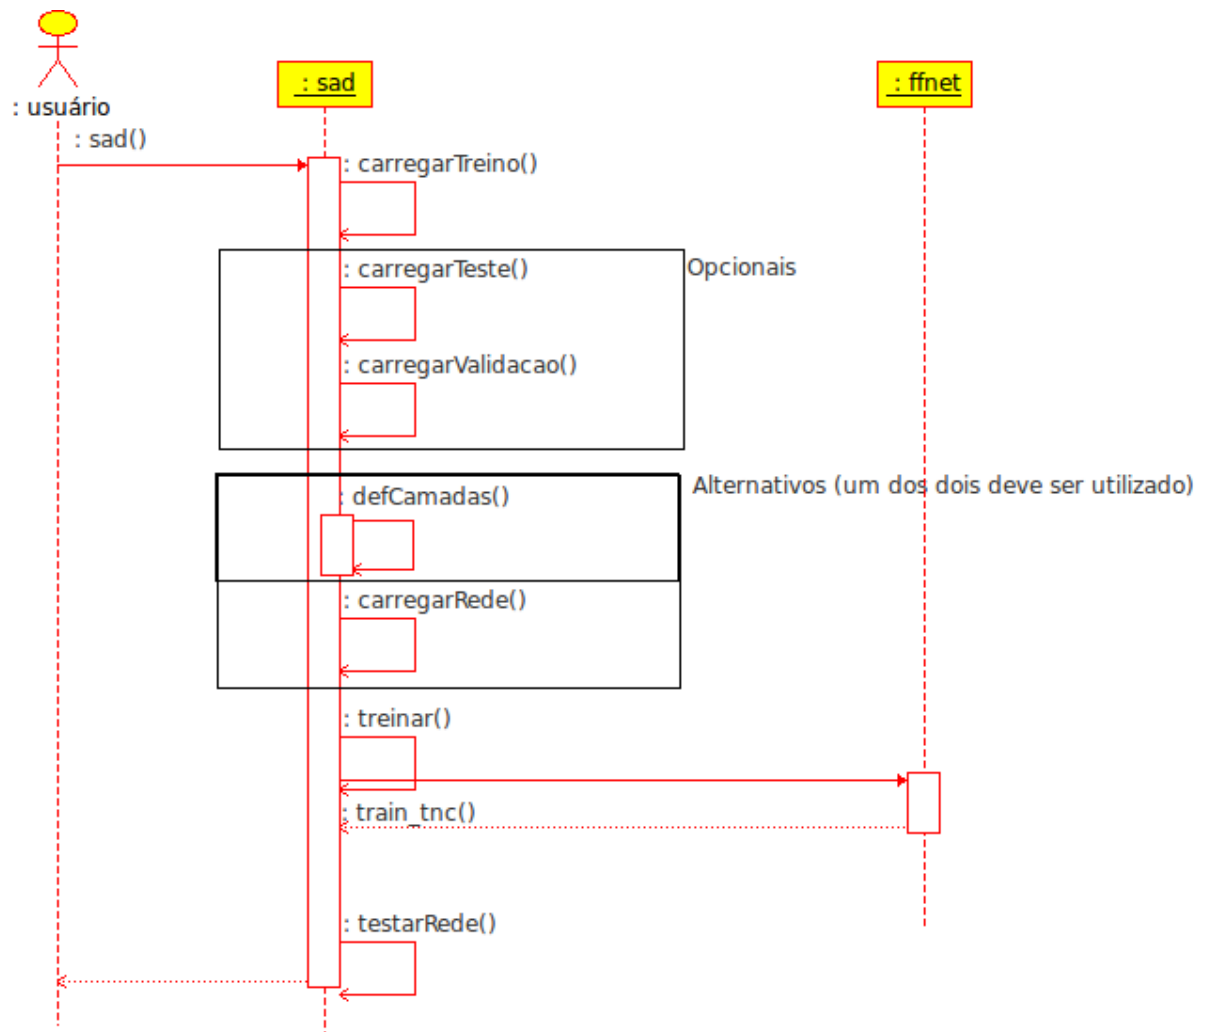 : usuário
: sad
: ffnet
: sad()
: carregarTreino()
: carregarTeste()
Opcionais
: carregarValidacao()
: defCamadas()
Alternativos (um dos dois deve ser utilizado)
: carregarRede()
: treinar()
: train_tnc()
: testarRede()